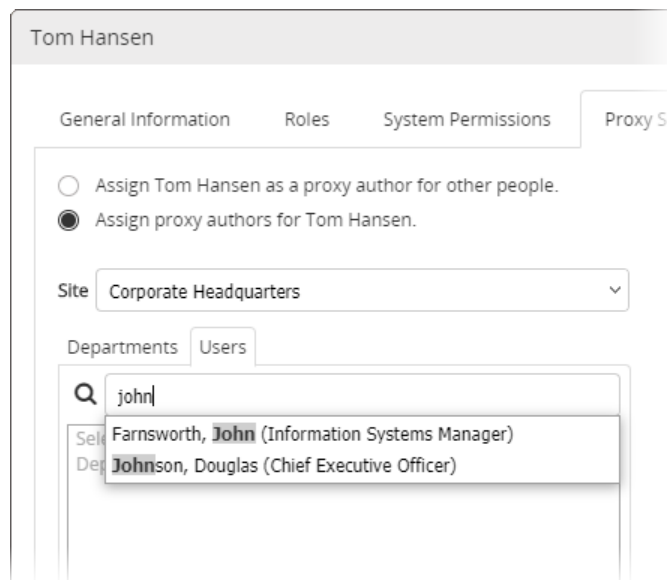 Tom Hansen
General Information Roles System Permissions Proxy S
Assign Tom Hansen as a proxy author for other people.
Assign proxy authors for Tom Hansen.
Site Corporate Headquarters
Departments Users
john
Farnsworth, John (Information Systems Manager)
Johnson, Douglas (Chief Executive Officer)